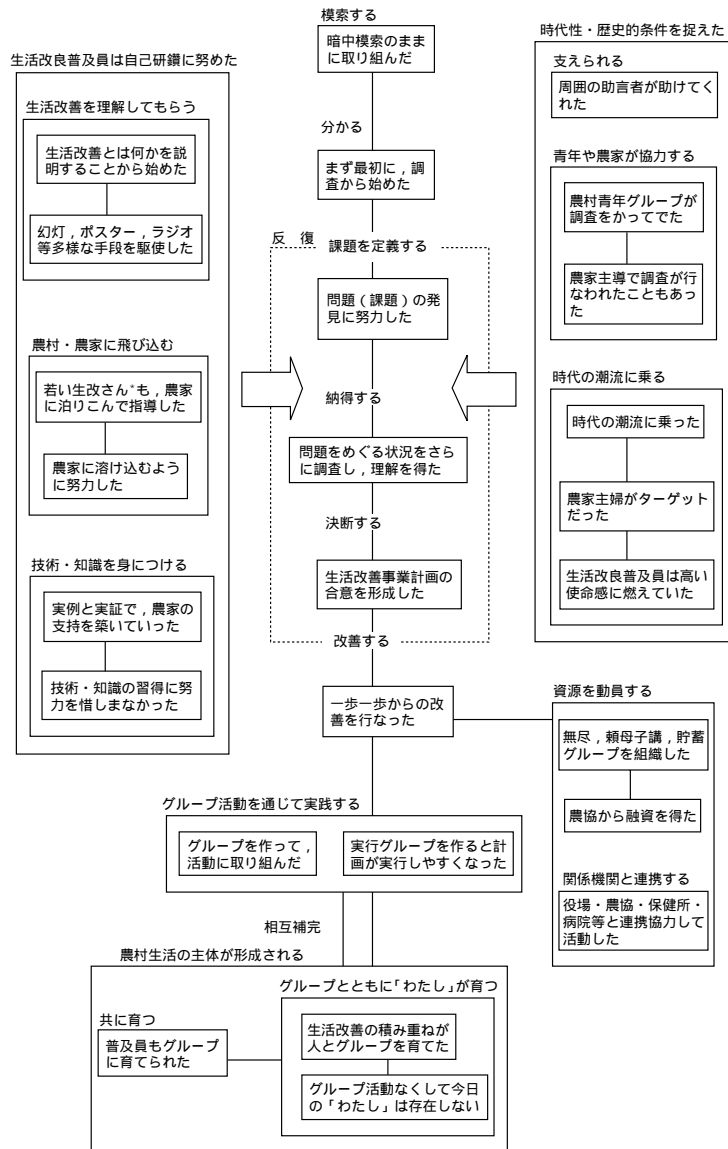 模索する
暗中模索のまま
に取り組んだ
分かる
まず最初に，調
査から始めた
反　復
課題を定義する
問題（課題）の発
見に努力した
納得する
問題をめぐる状況をさら
に調査し，理解を得た
決断する
生活改善事業計画の
合意を形成した
改善する
一歩一歩からの改
善を行なった
生活改良普及員は自己研鑽に努めた
生活改善を理解してもらう
生活改善とは何かを説
明することから始めた
幻灯，ポスター，ラジオ
等多様な手段を駆使した
農村・農家に飛び込む
若い生改さん*も，農家
に泊りこんで指導した
農家に溶け込むよう
に努力した
技術・知識を身につける
実例と実証で，農家の
支持を築いていった
技術・知識の習得に努
力を惜しまなかった
時代性・歴史的条件を捉えた
支えられる
周囲の助言者が助けてく
れた
青年や農家が協力する
農村青年グループが
調査をかってでた
農家主導で調査が行
なわれたこともあっ
た
時代の潮流に乗る
時代の潮流に乗った
農家主婦がターゲット
だった
生活改良普及員は高い
使命感に燃えていた
資源を動員する
無尽，頼母子講，貯蓄
グループを組織した
農協から融資を得た
関係機関と連携する
役場・農協・保健所・
病院等と連携協力して
活動した
グループ活動を通じて実践する
グループを作って，
活動に取り組んだ
実行グループを作ると計
画が実行しやすくなった
相互補完
農村生活の主体が形成される
共に育つ
普及員もグループ
に育てられた
グループとともに「わたし」が育つ
生活改善の積み重ねが
人とグループを育てた
グループ活動なくして今日
の「わたし」は存在しない